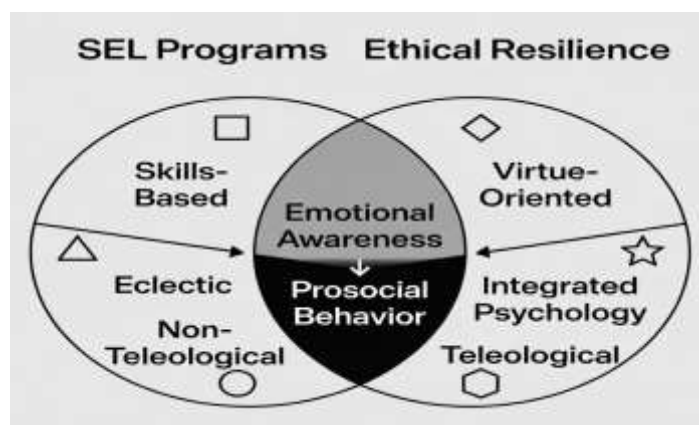 SEL Programs
Ethical Resilience
Skills-
Based
Eclectic
Non-
Teleological
Emotional
Awareness
Prosocial
Behavior
Virtue-
Oriented
Integrated
Psychology
Teleological